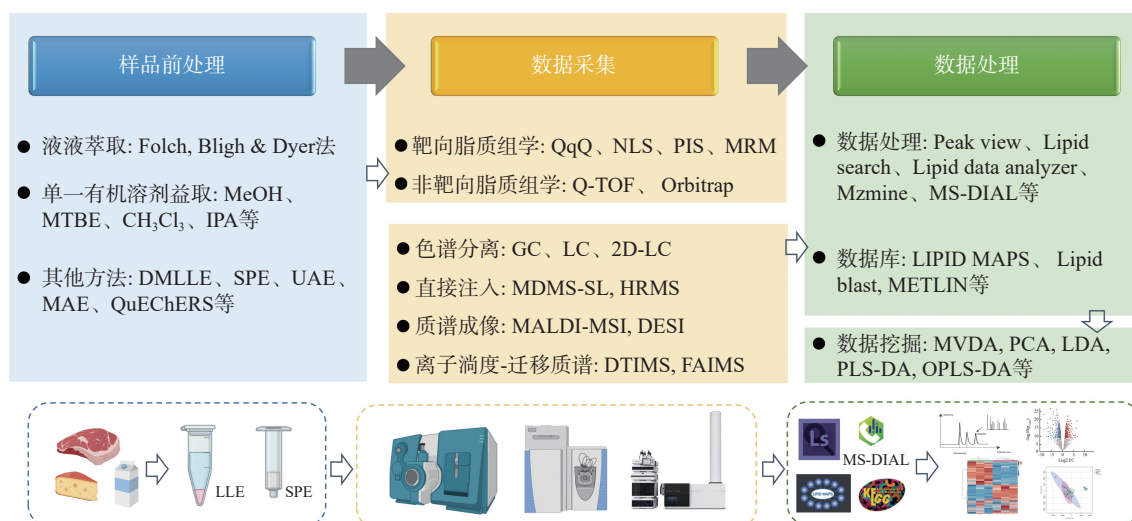 样品前处理
● 液液萃取: Folch, Bligh & Dyer法
● 单一有机溶剂益取: MeOH、
MTBE、CH₃Cl₃、IPA等
● 其他方法: DMLLE、SPE、UAE、
MAE、QuEChERS等
数据采集
●靶向脂质组学: QqQ、NLS、PIS、MRM
●非靶向脂质组学: Q-TOF、 Orbitrap
●色谱分离: GC、LC、2D-LC
●直接注入: MDMS-SL, HRMS
●质谱成像: MALDI-MSI, DESI
●离子淌度-迁移质谱: DTIMS, FAIMS
数据处理
● 数据处理: Peak view、Lipid
search、Lipid data analyzer、
Mzmine、MS-DIAL等
● 数据库: LIPID MAPS、 Lipid
blast, METLIN等
● 数据挖掘: MVDA, PCA, LDA,
PLS-DA, OPLS-DA等
LLE
SPE
Ls
MS-DIAL
LIPID MAPS
KEGG
Log2 FC